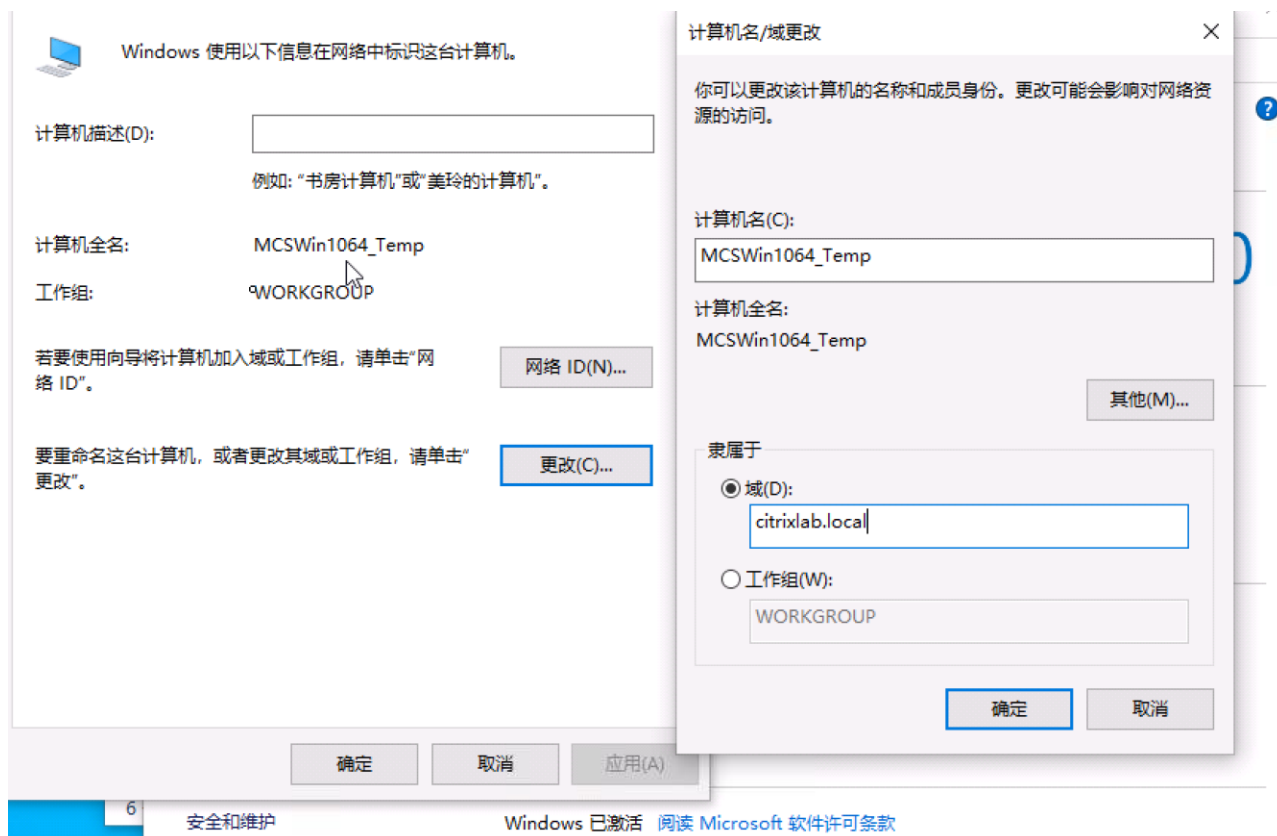 Windows 使用以下信息在网络中标识这台计算机。
计算机描述(D):
例如: “书房计算机”或“美玲的计算机”。
计算机全名:
MCSWin1064_Temp
工作组:
WORKGROUP
若要使用向导将计算机加入域或工作组，请单击“网
络 ID”。
网络 ID(N)...
要重命名这台计算机，或者更改其域或工作组，请单击“
更改”。
更改(C)...
确定
取消
应用(A)
计算机名/域更改
你可以更改该计算机的名称和成员身份。更改可能会影响对网络资
源的访问。
计算机名(C):
MCSWin1064_Temp
计算机全名:
MCSWin1064_Temp
其他(M)...
隶属于
域(D):
citrixlab.local
工作组(W):
WORKGROUP
确定
取消
6
安全和维护
Windows 已激活 阅读 Microsoft 软件许可条款